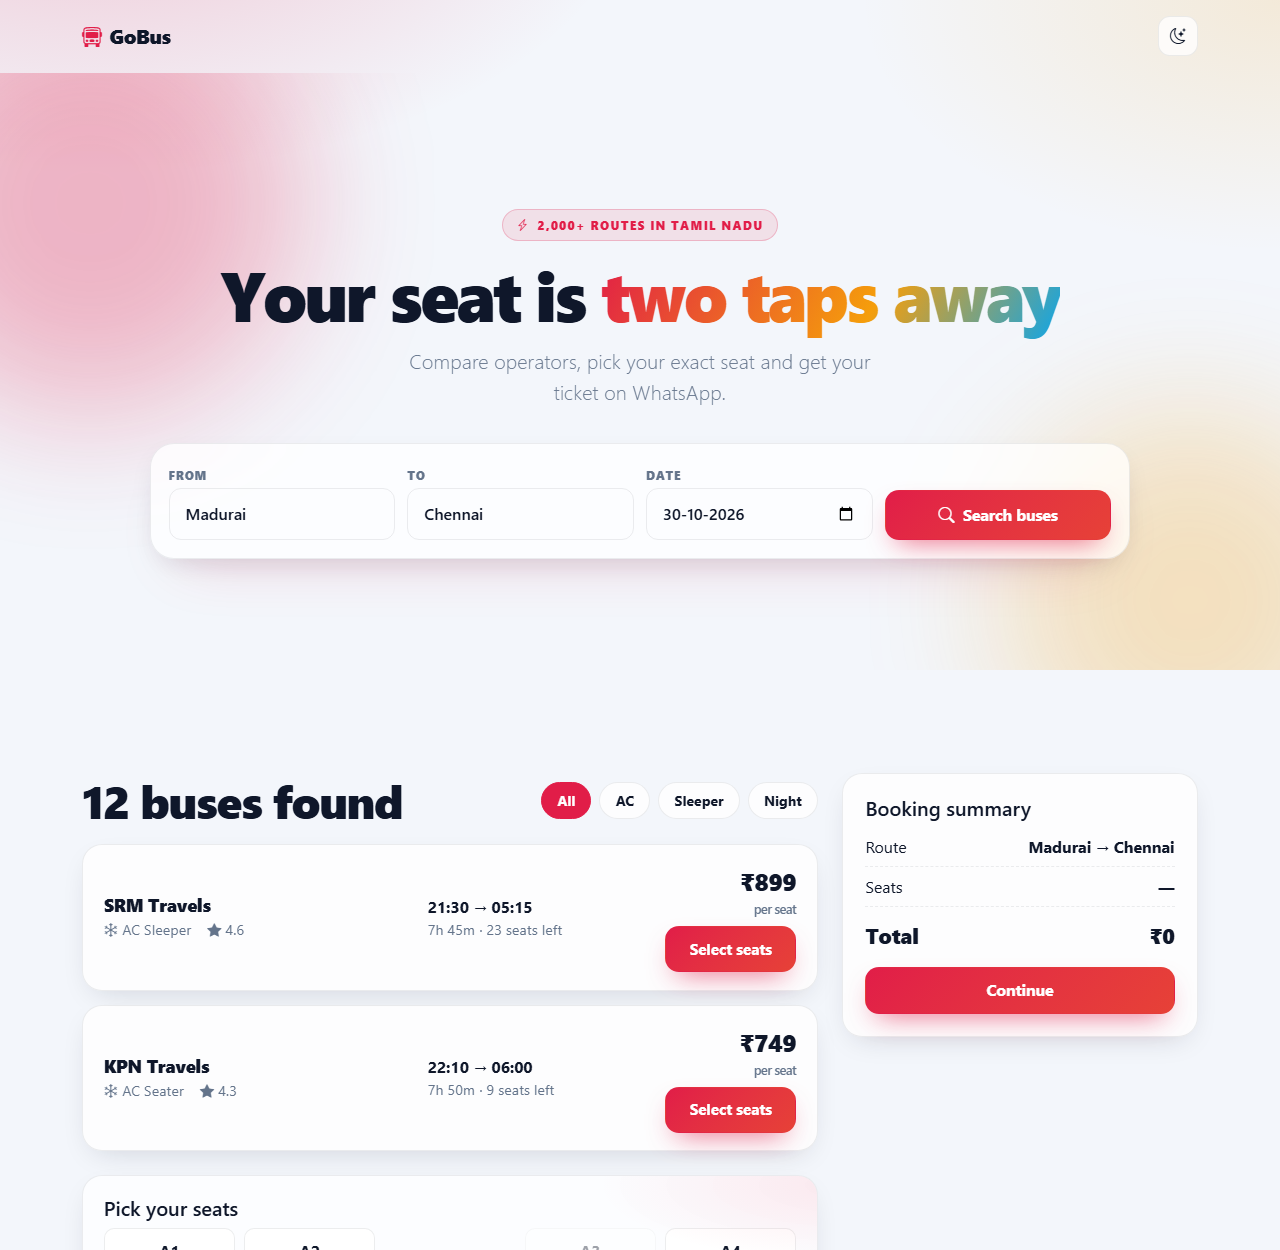 GoBus
2,000+ ROUTES IN TAMIL NADU
Your seat is two taps away
Compare operators, pick your exact seat and get your
ticket on WhatsApp.
FROM
Madurai
TO
Chennai
DATE
30-10-2026
Search buses
12 buses found
All
AC
Sleeper
Night
SRM Travels
AC Sleeper
4.6
21:30 → 05:15
7h 45m · 23 seats left
₹899
per seat
Select seats
KPN Travels
AC Seater
4.3
22:10 → 06:00
7h 50m · 9 seats left
₹749
per seat
Select seats
Pick your seats
A1
A2
A3
A4
Booking summary
Route
Madurai → Chennai
Seats
—
Total
₹0
Continue